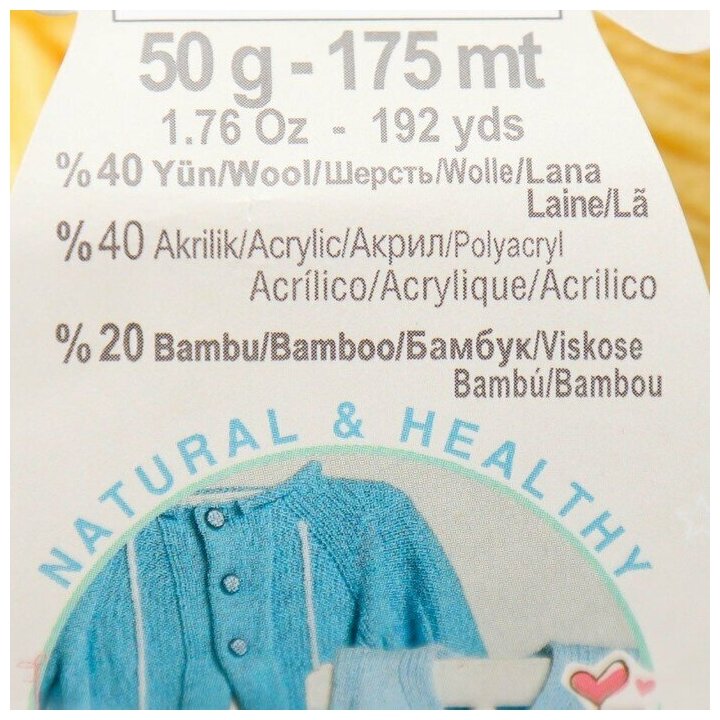 50 g - 175 mt
1.76 Oz - 192 yds
%40 Yün/Wool/Шерсть/Wolle/Lana
Laine/Lã
%40 Akrilik/Acrylic/Акрил/Polyacryl
Acrílico/Acrylique/Acrilico
%20 Bambu/Bamboo/Бамбук/Viskose
Bambú/Bambou
NATURAL & HEALTHY